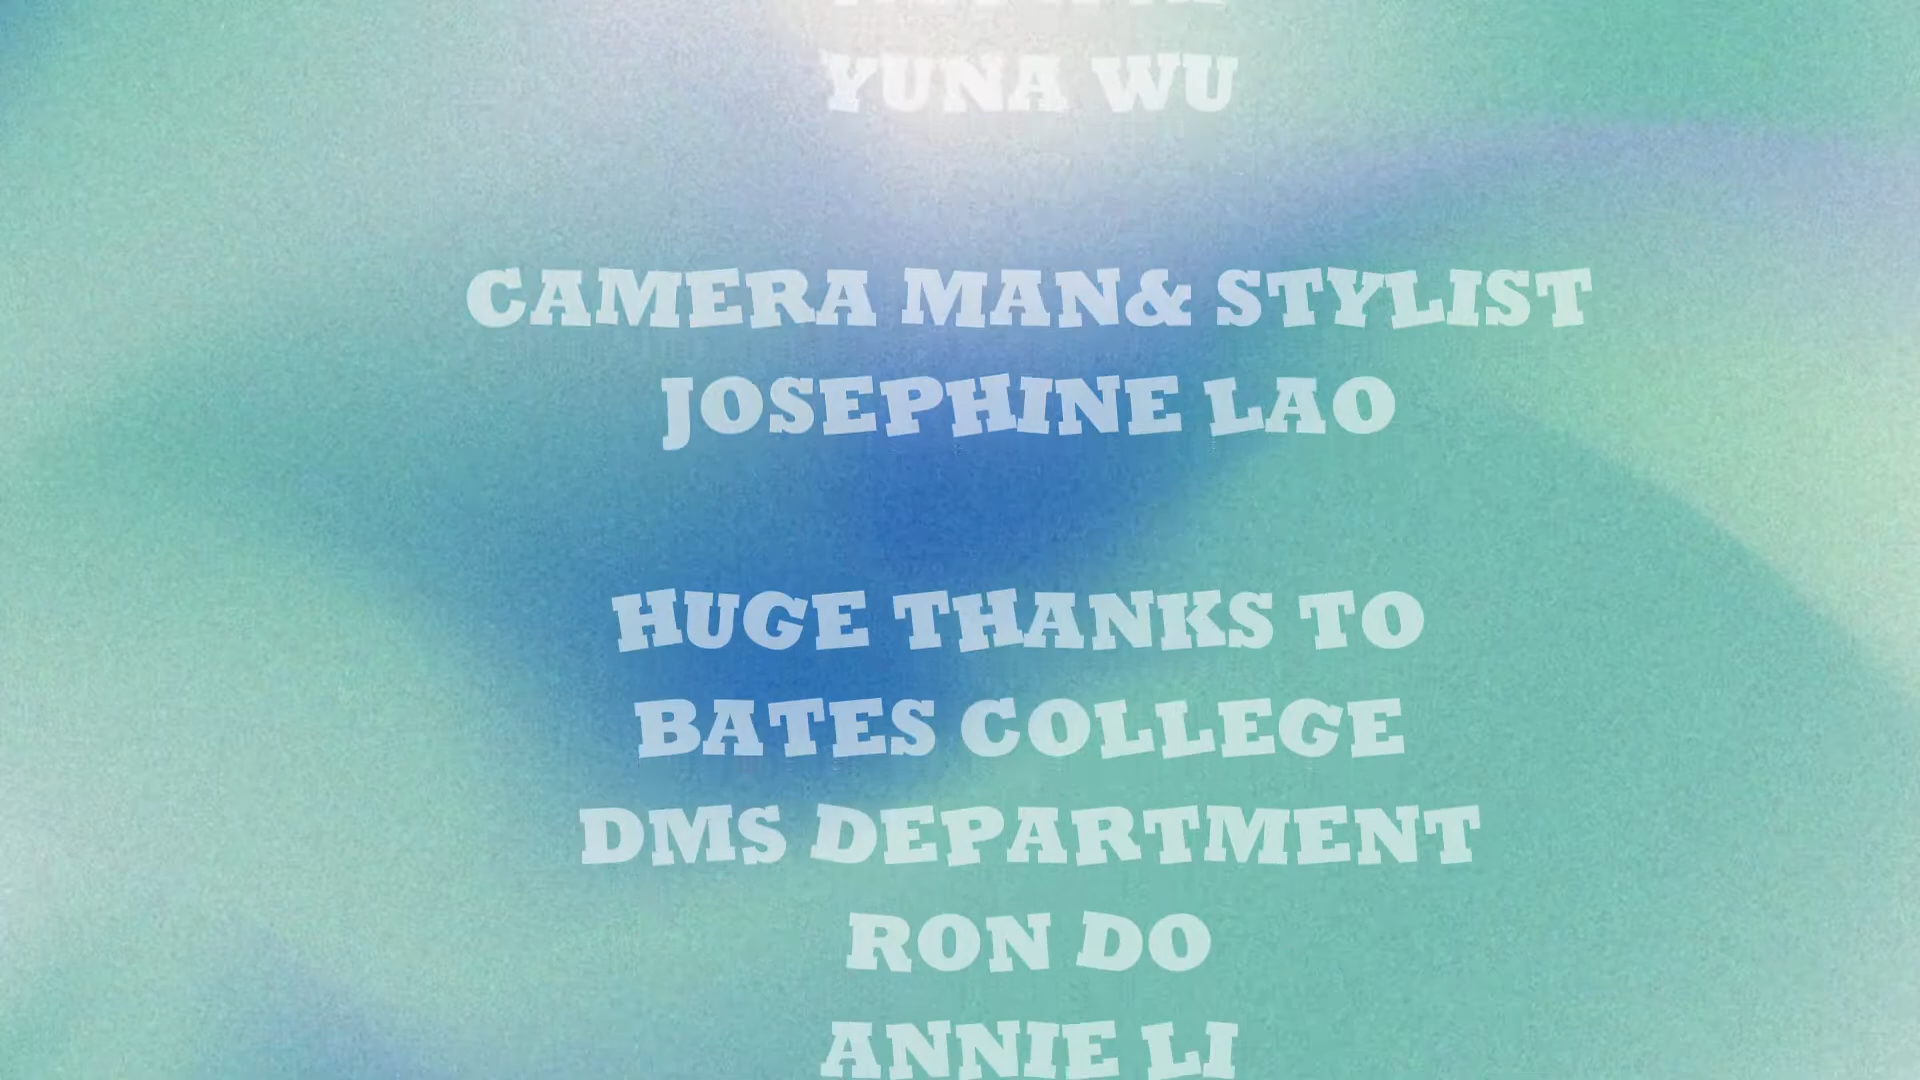 YUNA WU
CAMERA MAN& STYLIST
JOSEPHINE LAO
HUGE THANKS TO
BATES COLLEGE
DMS DEPARTMENT
RON DO
ANNIE LI